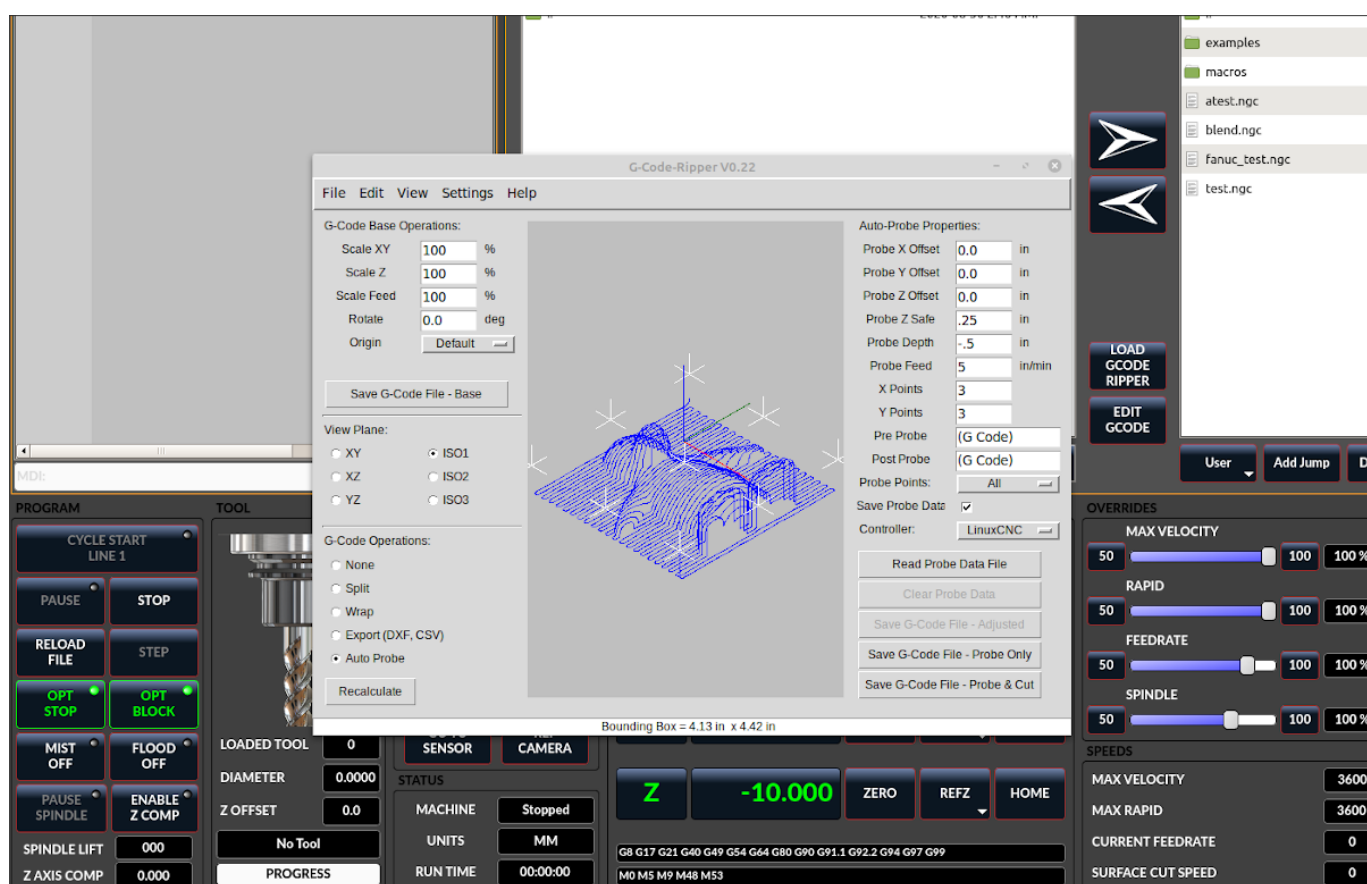 examples
macros
atest.ngc
blend.ngc
fanuc_test.ngc
test.ngc
G-Code-Ripper V0.22
File Edit View Settings Help
G-Code Base Operations:
Scale XY 100 %
Scale Z 100 %
Scale Feed 100 %
Rotate 0.0 deg
Origin Default
Save G-Code File - Base
View Plane:
XY ISO1
XZ ISO2
YZ ISO3
G-Code Operations:
None
Split
Wrap
Export (DXF, CSV)
Auto Probe
Recalculate
Auto-Probe Properties:
Probe X Offset 0.0 in
Probe Y Offset 0.0 in
Probe Z Offset 0.0 in
Probe Z Safe .25 in
Probe Depth -.5 in
Probe Feed 5 in/min
X Points 3
Y Points 3
Pre Probe (G Code)
Post Probe (G Code)
Probe Points: All
Save Probe Data
Controller: LinuxCNC
Read Probe Data File
Clear Probe Data
Save G-Code File - Adjusted
Save G-Code File - Probe Only
Save G-Code File - Probe & Cut
Bounding Box = 4.13 in x 4.42 in
LOAD
GCODE
RIPPER
EDIT
GCODE
User Add Jump D
MDI:
PROGRAM
CYCLE START
LINE 1
PAUSE STOP
RELOAD
FILE
STEP
OPT
STOP
OPT
BLOCK
MIST
OFF
FLOOD
OFF
PAUSE
SPINDLE
ENABLE
Z COMP
SPINDLE LIFT 000
Z AXIS COMP 0.000
TOOL
LOADED TOOL 0
DIAMETER 0.0000
Z OFFSET 0.0
No Tool
PROGRESS
SENSOR
CAMERA
STATUS
MACHINE Stopped
UNITS MM
RUN TIME 00:00:00
Z -10.000 ZERO REFZ HOME
G8 G17 G21 G40 G49 G54 G64 G80 G90 G91.1 G92.2 G94 G97 G99
M0 M5 M9 M48 M53
OVERRIDES
MAX VELOCITY
50 100 100 %
RAPID
50 100 100 %
FEEDRATE
50 100 100 %
SPINDLE
50 100 100 %
SPEEDS
MAX VELOCITY 3600
MAX RAPID 3600
CURRENT FEEDRATE 0
SURFACE CUT SPEED 0